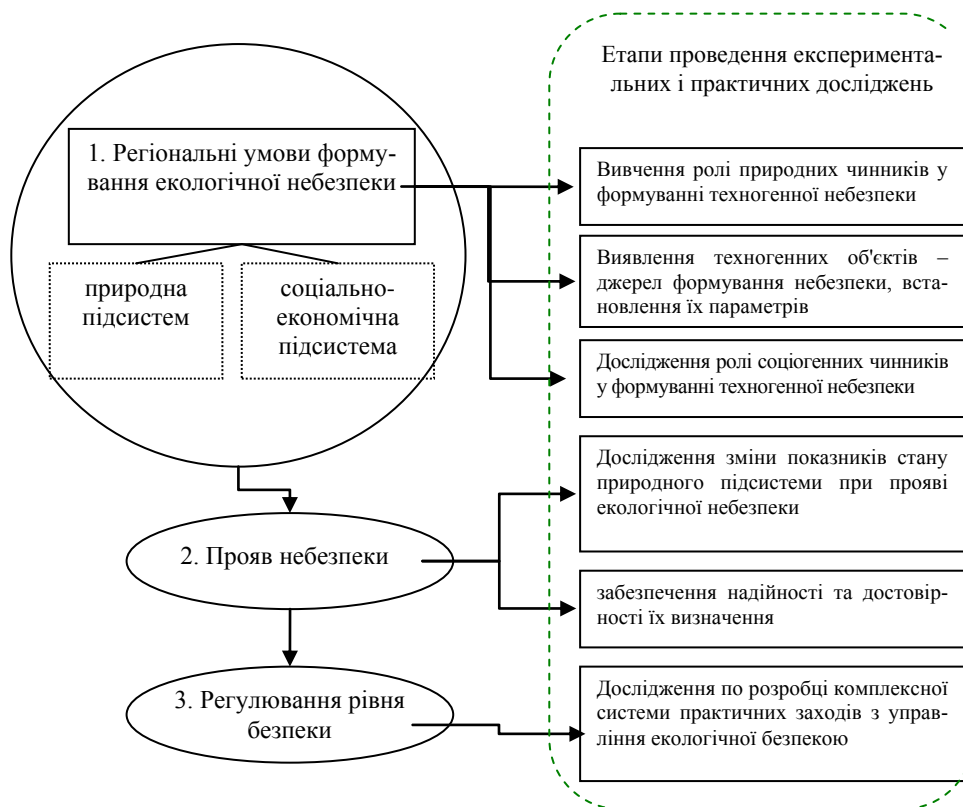 Етапи проведення експеримента-
льних і практичних досліджень
1. Регіональні умови форму-
вання екологічної небезпеки
природна
підсистем
соціально-
економічна
підсистема
Вивчення ролі природних чинників у
формуванні техногенної небезпеки
Виявлення техногенних об'єктів –
джерел формування небезпеки, вста-
новлення їх параметрів
Дослідження ролі соціогенних чинників
у формуванні техногенної небезпеки
2. Прояв небезпеки
Дослідження зміни показників стану
природного підсистеми при прояві
екологічної небезпеки
забезпечення надійності та достовір-
ності їх визначення
3. Регулювання рівня
безпеки
Дослідження по розробці комплексної
системи практичних заходів з управ-
ління екологічної безпекою